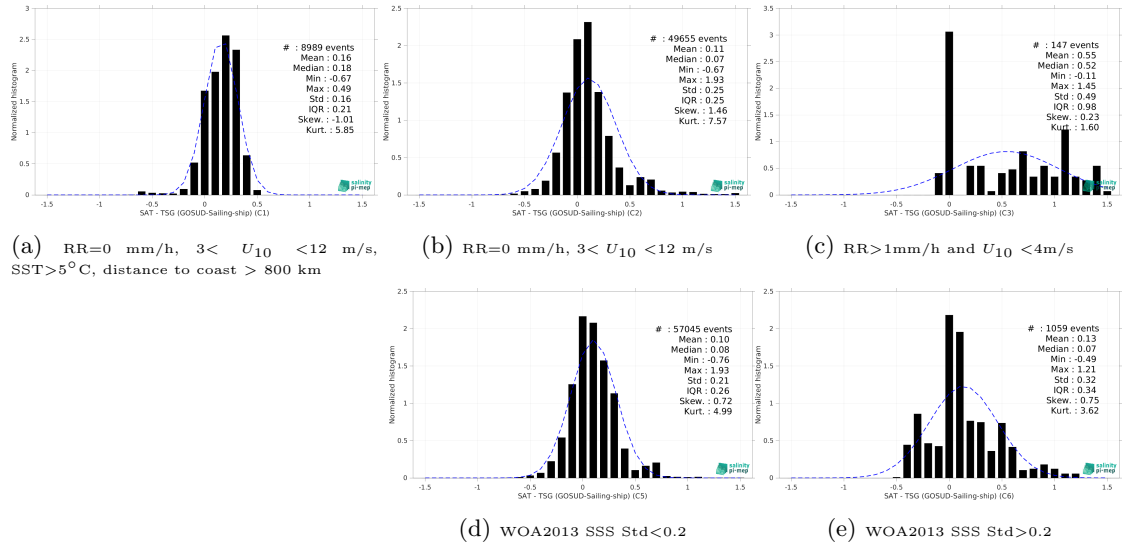 3
2.5
2
1.5
1
0.5
0
Normalized histogram
# : 8989 events
Mean : 0.16
Median : 0.18
Min : -0.67
Max : 0.49
Std : 0.16
IQR : 0.21
Skew. : -1.01
Kurt. : 5.85
salinity
pi-mep
-1.5 -1 -0.5 0 0.5 1 1.5
SAT - TSG (GOSUD-Sailing-ship) (C1)
(a) RR=0 mm/h, 3< U10 <12 m/s,
SST>5°C, distance to coast > 800 km
2.5
2
1.5
1
0.5
0
Normalized histogram
# : 49655 events
Mean : 0.11
Median : 0.07
Min : -0.67
Max : 1.93
Std : 0.25
IQR : 0.25
Skew. : 1.46
Kurt. : 7.57
salinity
pi-mep
-1.5 -1 -0.5 0 0.5 1 1.5
SAT - TSG (GOSUD-Sailing-ship) (C2)
(b) RR=0 mm/h, 3< U10 <12 m/s
3.5
3
2.5
2
1.5
1
0.5
0
Normalized histogram
# : 147 events
Mean : 0.55
Median : 0.52
Min : -0.11
Max : 1.45
Std : 0.49
IQR : 0.98
Skew. : 0.23
Kurt. : 1.60
salinity
pi-mep
-1.5 -1 -0.5 0 0.5 1 1.5
SAT - TSG (GOSUD-Sailing-ship) (C3)
(c) RR>1mm/h and U10 <4m/s
2.5
2
1.5
1
0.5
0
Normalized histogram
# : 57045 events
Mean : 0.10
Median : 0.08
Min : -0.76
Max : 1.93
Std : 0.21
IQR : 0.26
Skew. : 0.72
Kurt. : 4.99
salinity
pi-mep
-1.5 -1 -0.5 0 0.5 1 1.5
SAT - TSG (GOSUD-Sailing-ship) (C5)
(d) WOA2013 SSS Std<0.2
2.5
2
1.5
1
0.5
0
Normalized histogram
# : 1059 events
Mean : 0.13
Median : 0.07
Min : -0.49
Max : 1.21
Std : 0.32
IQR : 0.34
Skew. : 0.75
Kurt. : 3.62
salinity
pi-mep
-1.5 -1 -0.5 0 0.5 1 1.5
SAT - TSG (GOSUD-Sailing-ship) (C6)
(e) WOA2013 SSS Std>0.2